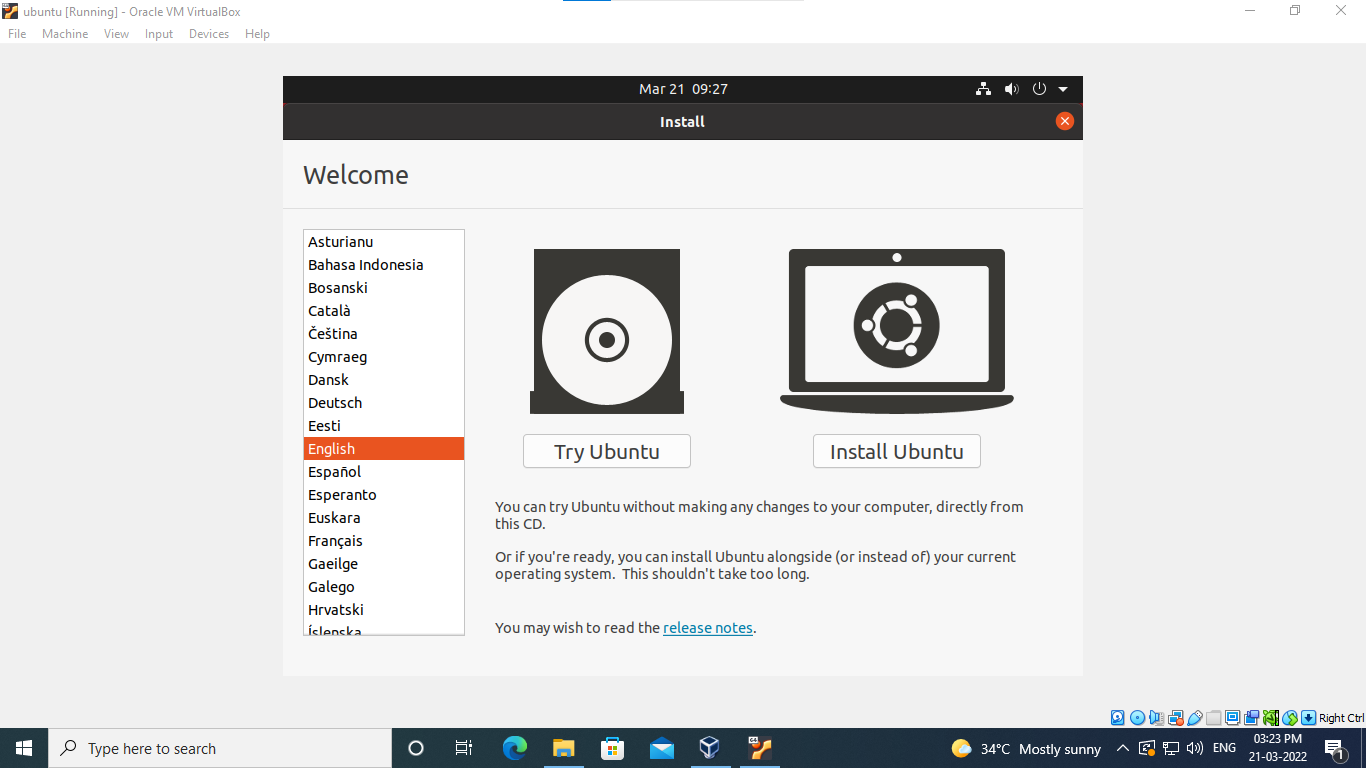 ubuntu [Running] - Oracle VM VirtualBox
File Machine View Input Devices Help
Mar 21 09:27
Install
Welcome
Asturianu
Bahasa Indonesia
Bosanski
Català
Čeština
Cymraeg
Dansk
Deutsch
Eesti
English
Español
Esperanto
Euskara
Français
Gaeilge
Galego
Hrvatski
Íslenska
Try Ubuntu
Install Ubuntu
You can try Ubuntu without making any changes to your computer, directly from
this CD.
Or if you're ready, you can install Ubuntu alongside (or instead of) your current
operating system. This shouldn't take too long.
You may wish to read the release notes.
Right Ctrl
Type here to search
64
34°C Mostly sunny
ENG
03:23 PM
21-03-2022
1